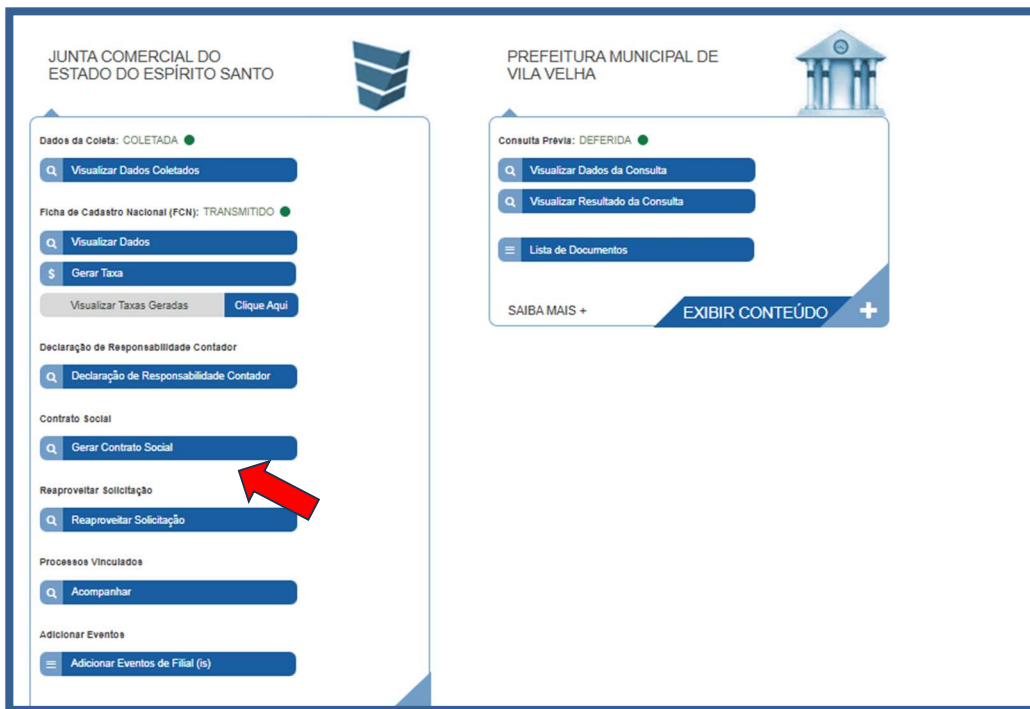 JUNTA COMERCIAL DO
ESTADO DO ESPÍRITO SANTO
Dados da Coleta: COLETADA
Visualizar Dados Coletados
Ficha de Cadastro Nacional (FCN): TRANSMITIDO
Visualizar Dados
$ Gerar Taxa
Visualizar Taxas Geradas Clique Aqui
Declaração de Responsabilidade Contador
Declaração de Responsabilidade Contador
Contrato Social
Gerar Contrato Social
Reaproveitar Solicitação
Reaproveitar Solicitação
Processos Vinculados
Acompanhar
Adicionar Eventos
Adicionar Eventos de Filial (is)
PREFEITURA MUNICIPAL DE
VILA VELHA
Consulta Prévia: DEFERIDA
Visualizar Dados da Consulta
Visualizar Resultado da Consulta
Lista de Documentos
SAIBA MAIS + EXIBIR CONTEÚDO +